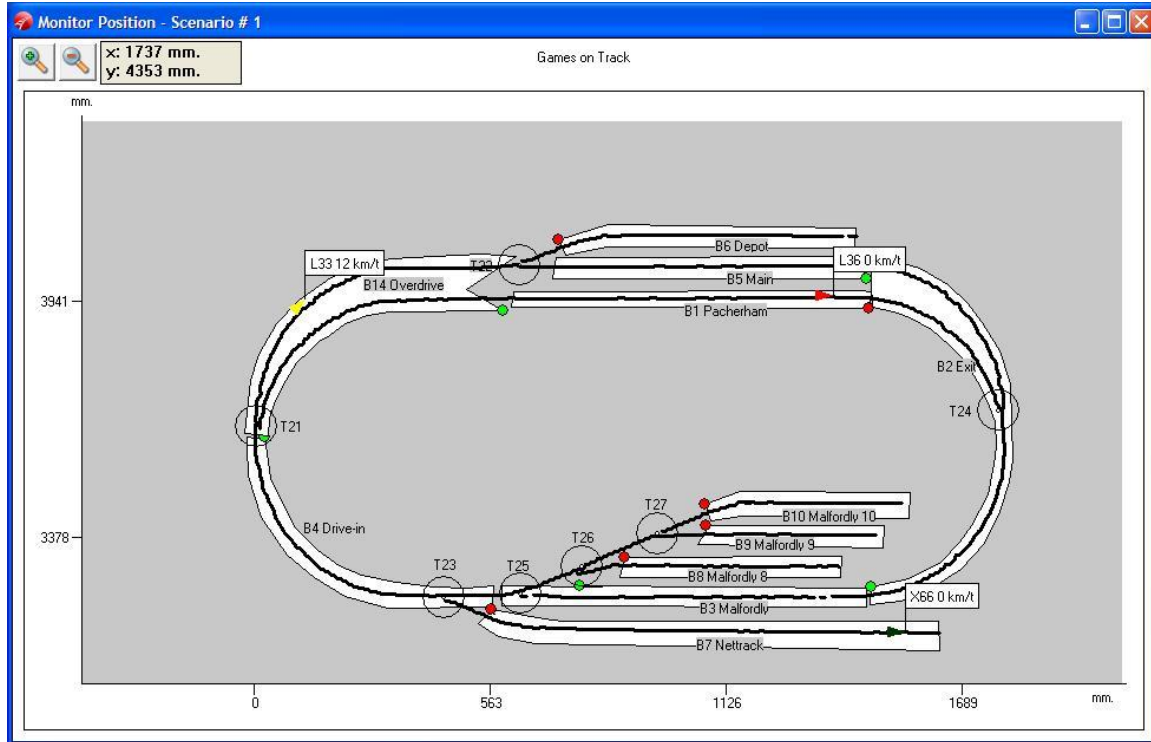 Monitor Position - Scenario # 1
x: 1737 mm.
y: 4353 mm.
Games on Track
mm.
B6 Depot
L33 12 km/t
T22
L36 0 km/t
B14 Overdrive
B5 Main
3941
B1 Pacherham
B2 Exit
T24
T21
T27
B10 Malfordly 10
B4 Drive-in
3378
T26
B9 Malfordly 9
T23
T25
B8 Malfordly 8
B3 Malfordly
X66 0 km/t
B7 Nettrack
0
563
1126
1689
mm.